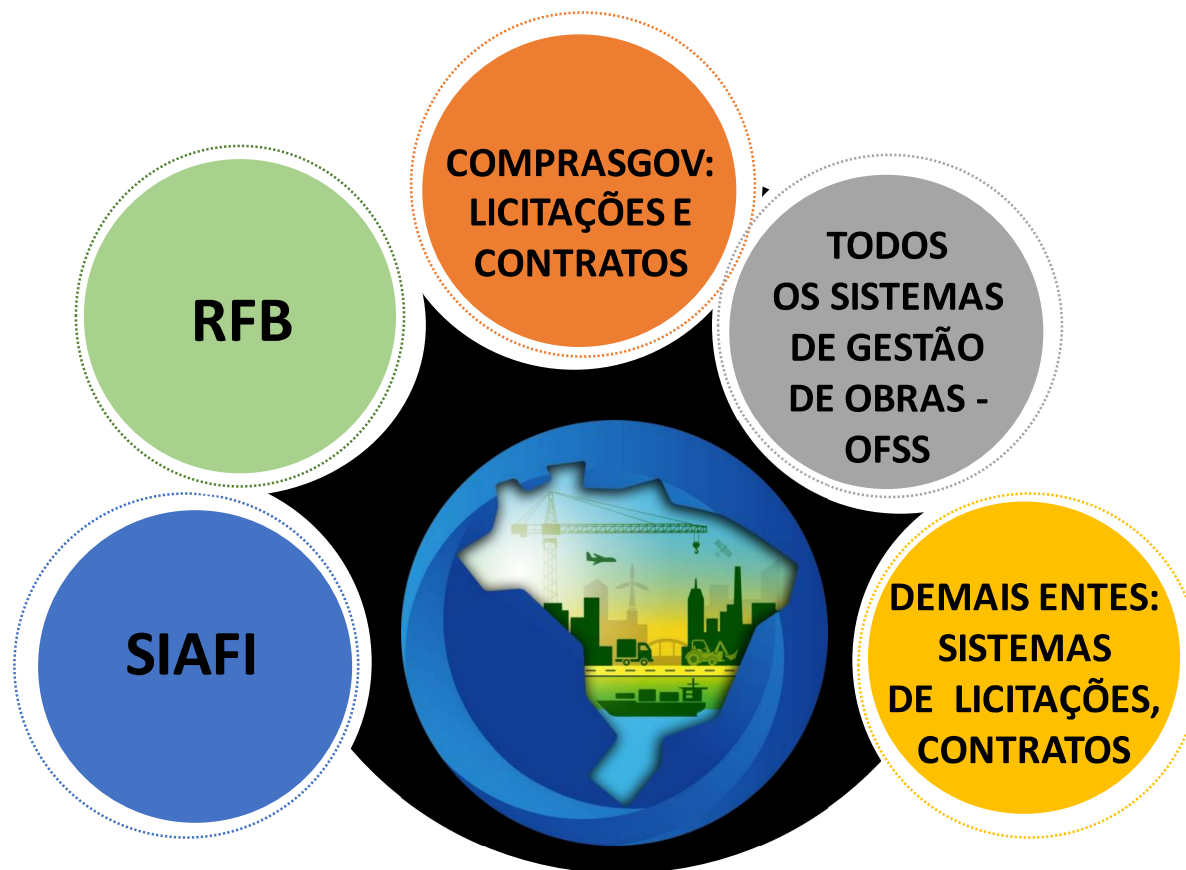 COMPRASGOV:
LICITAÇÕES E
CONTRATOS
RFB
TODOS
OS SISTEMAS
DE GESTÃO
DE OBRAS -
OFSS
SIAFI
DEMAIS ENTES:
SISTEMAS
DE  LICITAÇÕES,
CONTRATOS